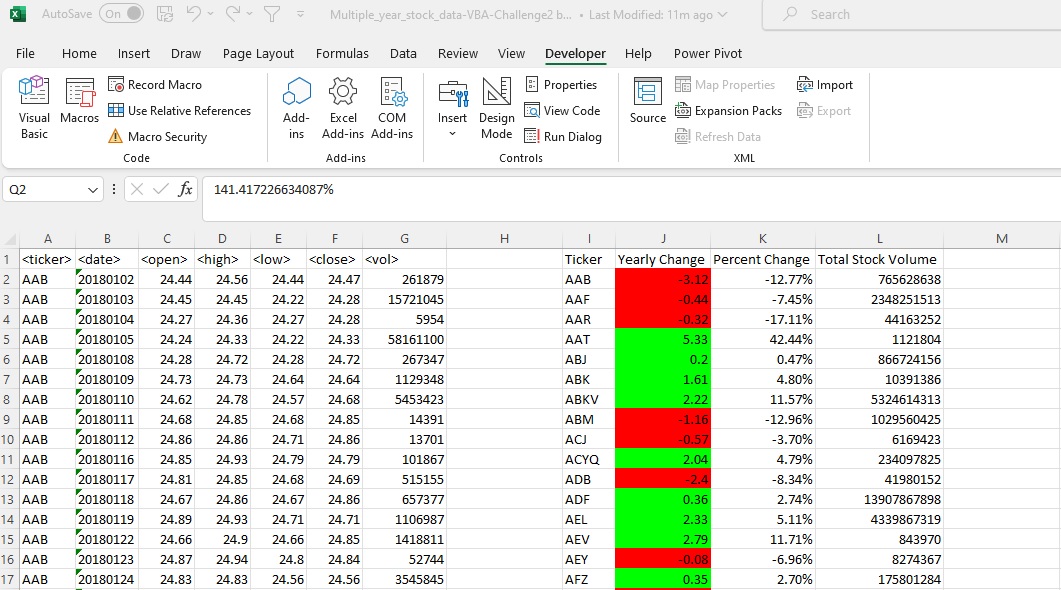 AutoSave On Multiple_year_stock_data-VBA-Challenge2 b... • Last Modified: 11m ago Search
File Home Insert Draw Page Layout Formulas Data Review View Developer Help Power Pivot
Visual Basic Macros Record Macro Use Relative References Macro Security Code
Add-ins Excel Add-ins COM Add-ins Add-ins
Insert Design Mode Properties View Code Run Dialog Controls
Source Map Properties Expansion Packs Refresh Data Import Export XML
Q2 fx 141.417226634087%
A B C D E F G H I J K L M
1 <ticker> <date> <open> <high> <low> <close> <vol> Ticker Yearly Change Percent Change Total Stock Volume
2 AAB 20180102 24.44 24.56 24.44 24.47 261879 AAB -3.12 -12.77% 765628638
3 AAB 20180103 24.45 24.45 24.22 24.28 15721045 AAF -0.44 -7.45% 2348251513
4 AAB 20180104 24.27 24.36 24.27 24.28 5954 AAR -0.32 -17.11% 44163252
5 AAB 20180105 24.24 24.33 24.22 24.33 58161100 AAT 5.33 42.44% 1121804
6 AAB 20180108 24.28 24.72 24.28 24.72 267347 ABJ 0.2 0.47% 866724156
7 AAB 20180109 24.73 24.73 24.64 24.64 1129348 ABK 1.61 4.80% 10391386
8 AAB 20180110 24.62 24.78 24.57 24.68 5453423 ABKV 2.22 11.57% 5324614313
9 AAB 20180111 24.68 24.85 24.68 24.85 14391 ABM -1.16 -12.96% 1029560425
10 AAB 20180112 24.86 24.86 24.71 24.86 13701 ACJ -0.57 -3.70% 6169423
11 AAB 20180116 24.85 24.93 24.79 24.79 101867 ACYQ 2.04 4.79% 234097825
12 AAB 20180117 24.81 24.85 24.68 24.69 515155 ADB -2.4 -8.34% 41980152
13 AAB 20180118 24.67 24.86 24.67 24.86 657377 ADF 0.36 2.74% 13907867898
14 AAB 20180119 24.89 24.93 24.71 24.71 1106987 AEL 2.33 5.11% 4339867319
15 AAB 20180122 24.66 24.9 24.66 24.85 1418811 AEV 2.79 11.71% 843970
16 AAB 20180123 24.87 24.94 24.8 24.84 52744 AEY -0.08 -6.96% 8274367
17 AAB 20180124 24.83 24.83 24.56 24.56 3545845 AFZ 0.35 2.70% 175801284